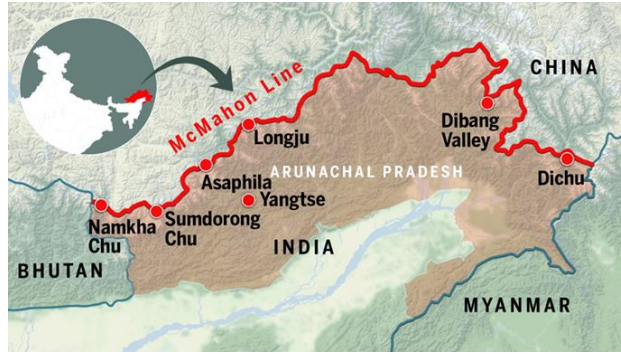 CHINA
McMahon Line
Longju
Dibang
Valley
Asaphila
ARUNACHAL PRADESH
Dichu
Yangtse
Namkha
Chu
Sumdorong
Chu
INDIA
BHUTAN
MYANMAR